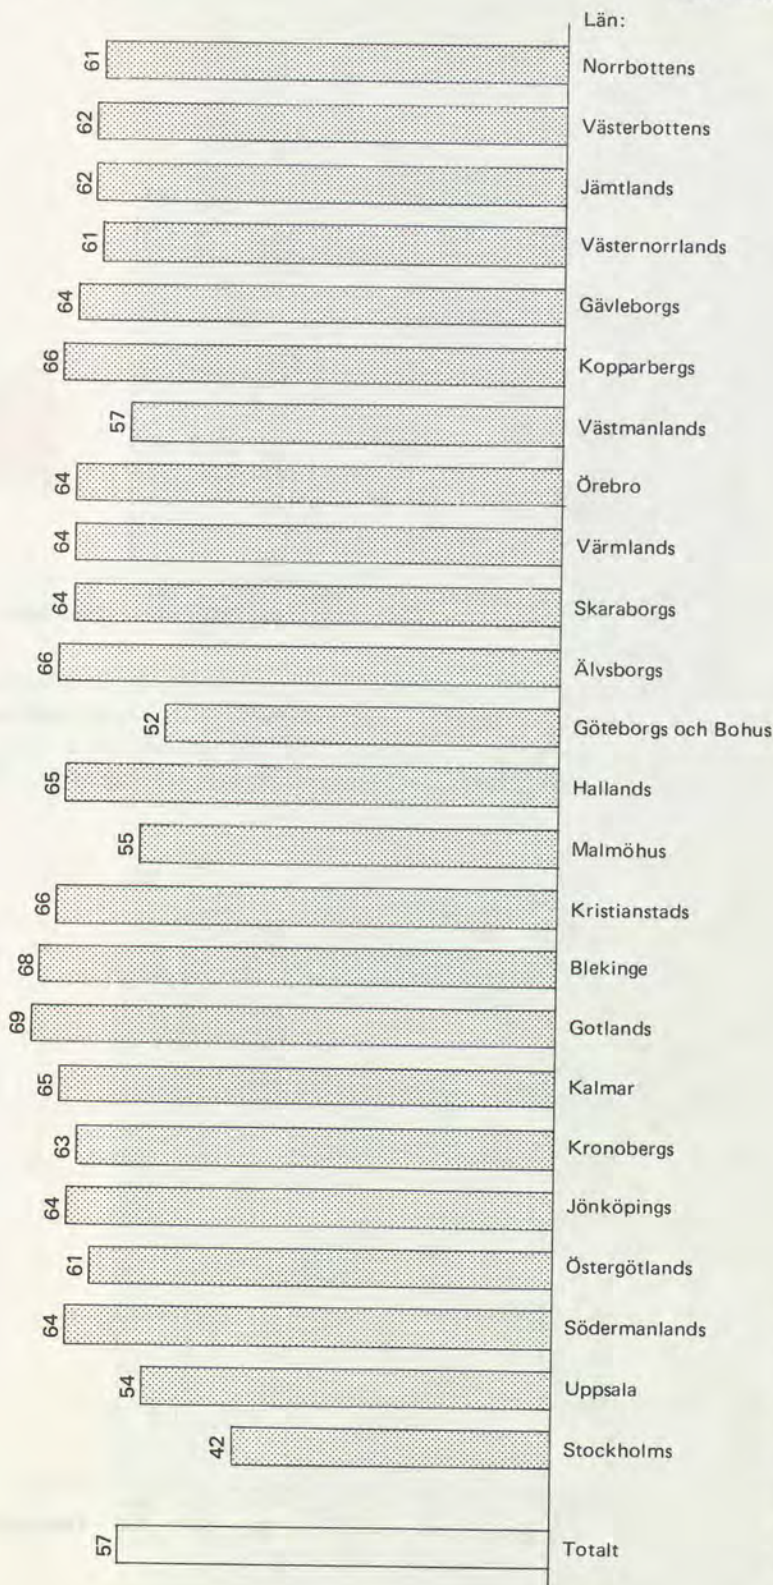 Län:
61 Norrbottens
62 Västerbottens
62 Jämtlands
61 Västernorrlands
64 Gävleborgs
66 Kopparbergs
57 Västmanlands
64 Örebro
64 Värmlands
64 Skaraborgs
66 Älvsborgs
52 Göteborgs och Bohus
65 Hallands
55 Malmöhus
66 Kristianstads
68 Blekinge
69 Gotlands
65 Kalmar
63 Kronobergs
64 Jönköpings
61 Östergötlands
64 Södermanlands
54 Uppsala
42 Stockholms
57 Totalt